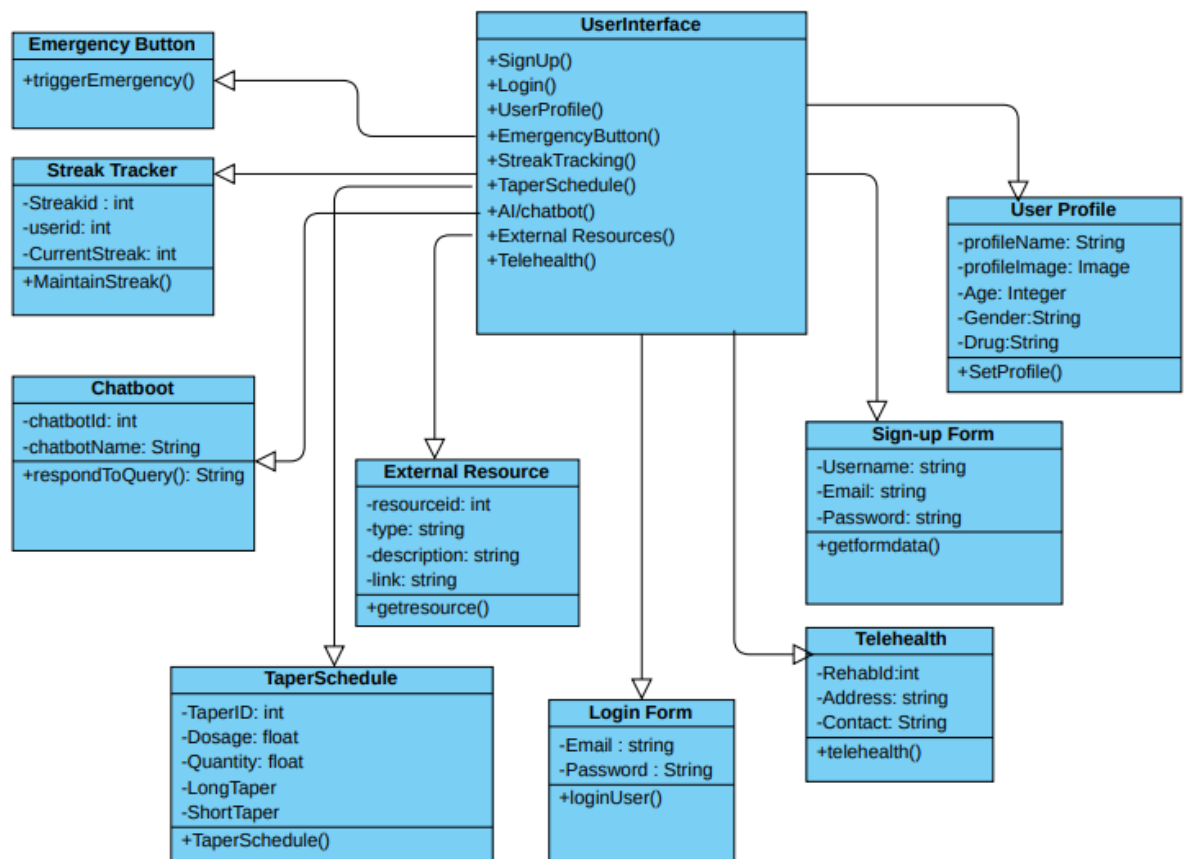 UserInterface
+SignUp()
+Login()
+UserProfile()
+EmergencyButton()
+StreakTracking()
+TaperSchedule()
+AI/chatbot()
+External Resources()
+Telehealth()
Emergency Button
+triggerEmergency()
Streak Tracker
-Streakid : int
-userid: int
-CurrentStreak: int
+MaintainStreak()
User Profile
-profileName: String
-profileImage: Image
-Age: Integer
-Gender:String
-Drug:String
+SetProfile()
Chatboot
-chatbotId: int
-chatbotName: String
+respondToQuery(): String
External Resource
-resourceid: int
-type: string
-description: string
-link: string
+getresource()
Sign-up Form
-Username: string
-Email: string
-Password: string
+getformdata()
Telehealth
-RehabId:int
-Address: string
-Contact: String
+telehealth()
TaperSchedule
-TaperID: int
-Dosage: float
-Quantity: float
-LongTaper
-ShortTaper
+TaperSchedule()
Login Form
-Email : string
-Password : String
+loginUser()